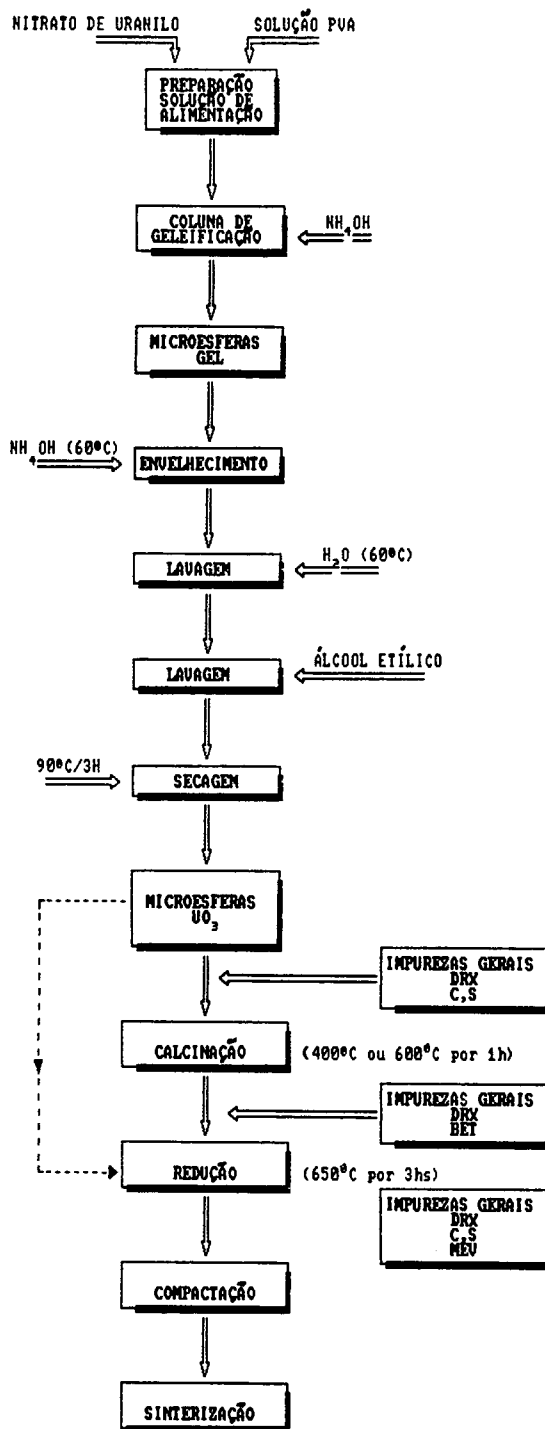 NITRATO DE URANILO
SOLUÇÃO PVA
PREPARAÇÃO
SOLUÇÃO DE
ALIMENTAÇÃO
COLUNA DE
GELEIFICAÇÃO
NH₄OH
MICROESFERAS
GEL
NH₄OH (60ºC)
ENVELHECIMENTO
LAVAGEM
H₂O (60ºC)
LAVAGEM
ÁLCOOL ETÍLICO
90ºC/3H
SECAGEM
MICROESFERAS
UO₃
IMPUREZAS GERAIS
DRX
C,S
CALCINAÇÃO
(400ºC ou 600ºC por 1h)
IMPUREZAS GERAIS
DRX
BET
REDUÇÃO
(650ºC por 3hs)
IMPUREZAS GERAIS
DRX
C,S
MEV
COMPACTAÇÃO
SINTERIZAÇÃO